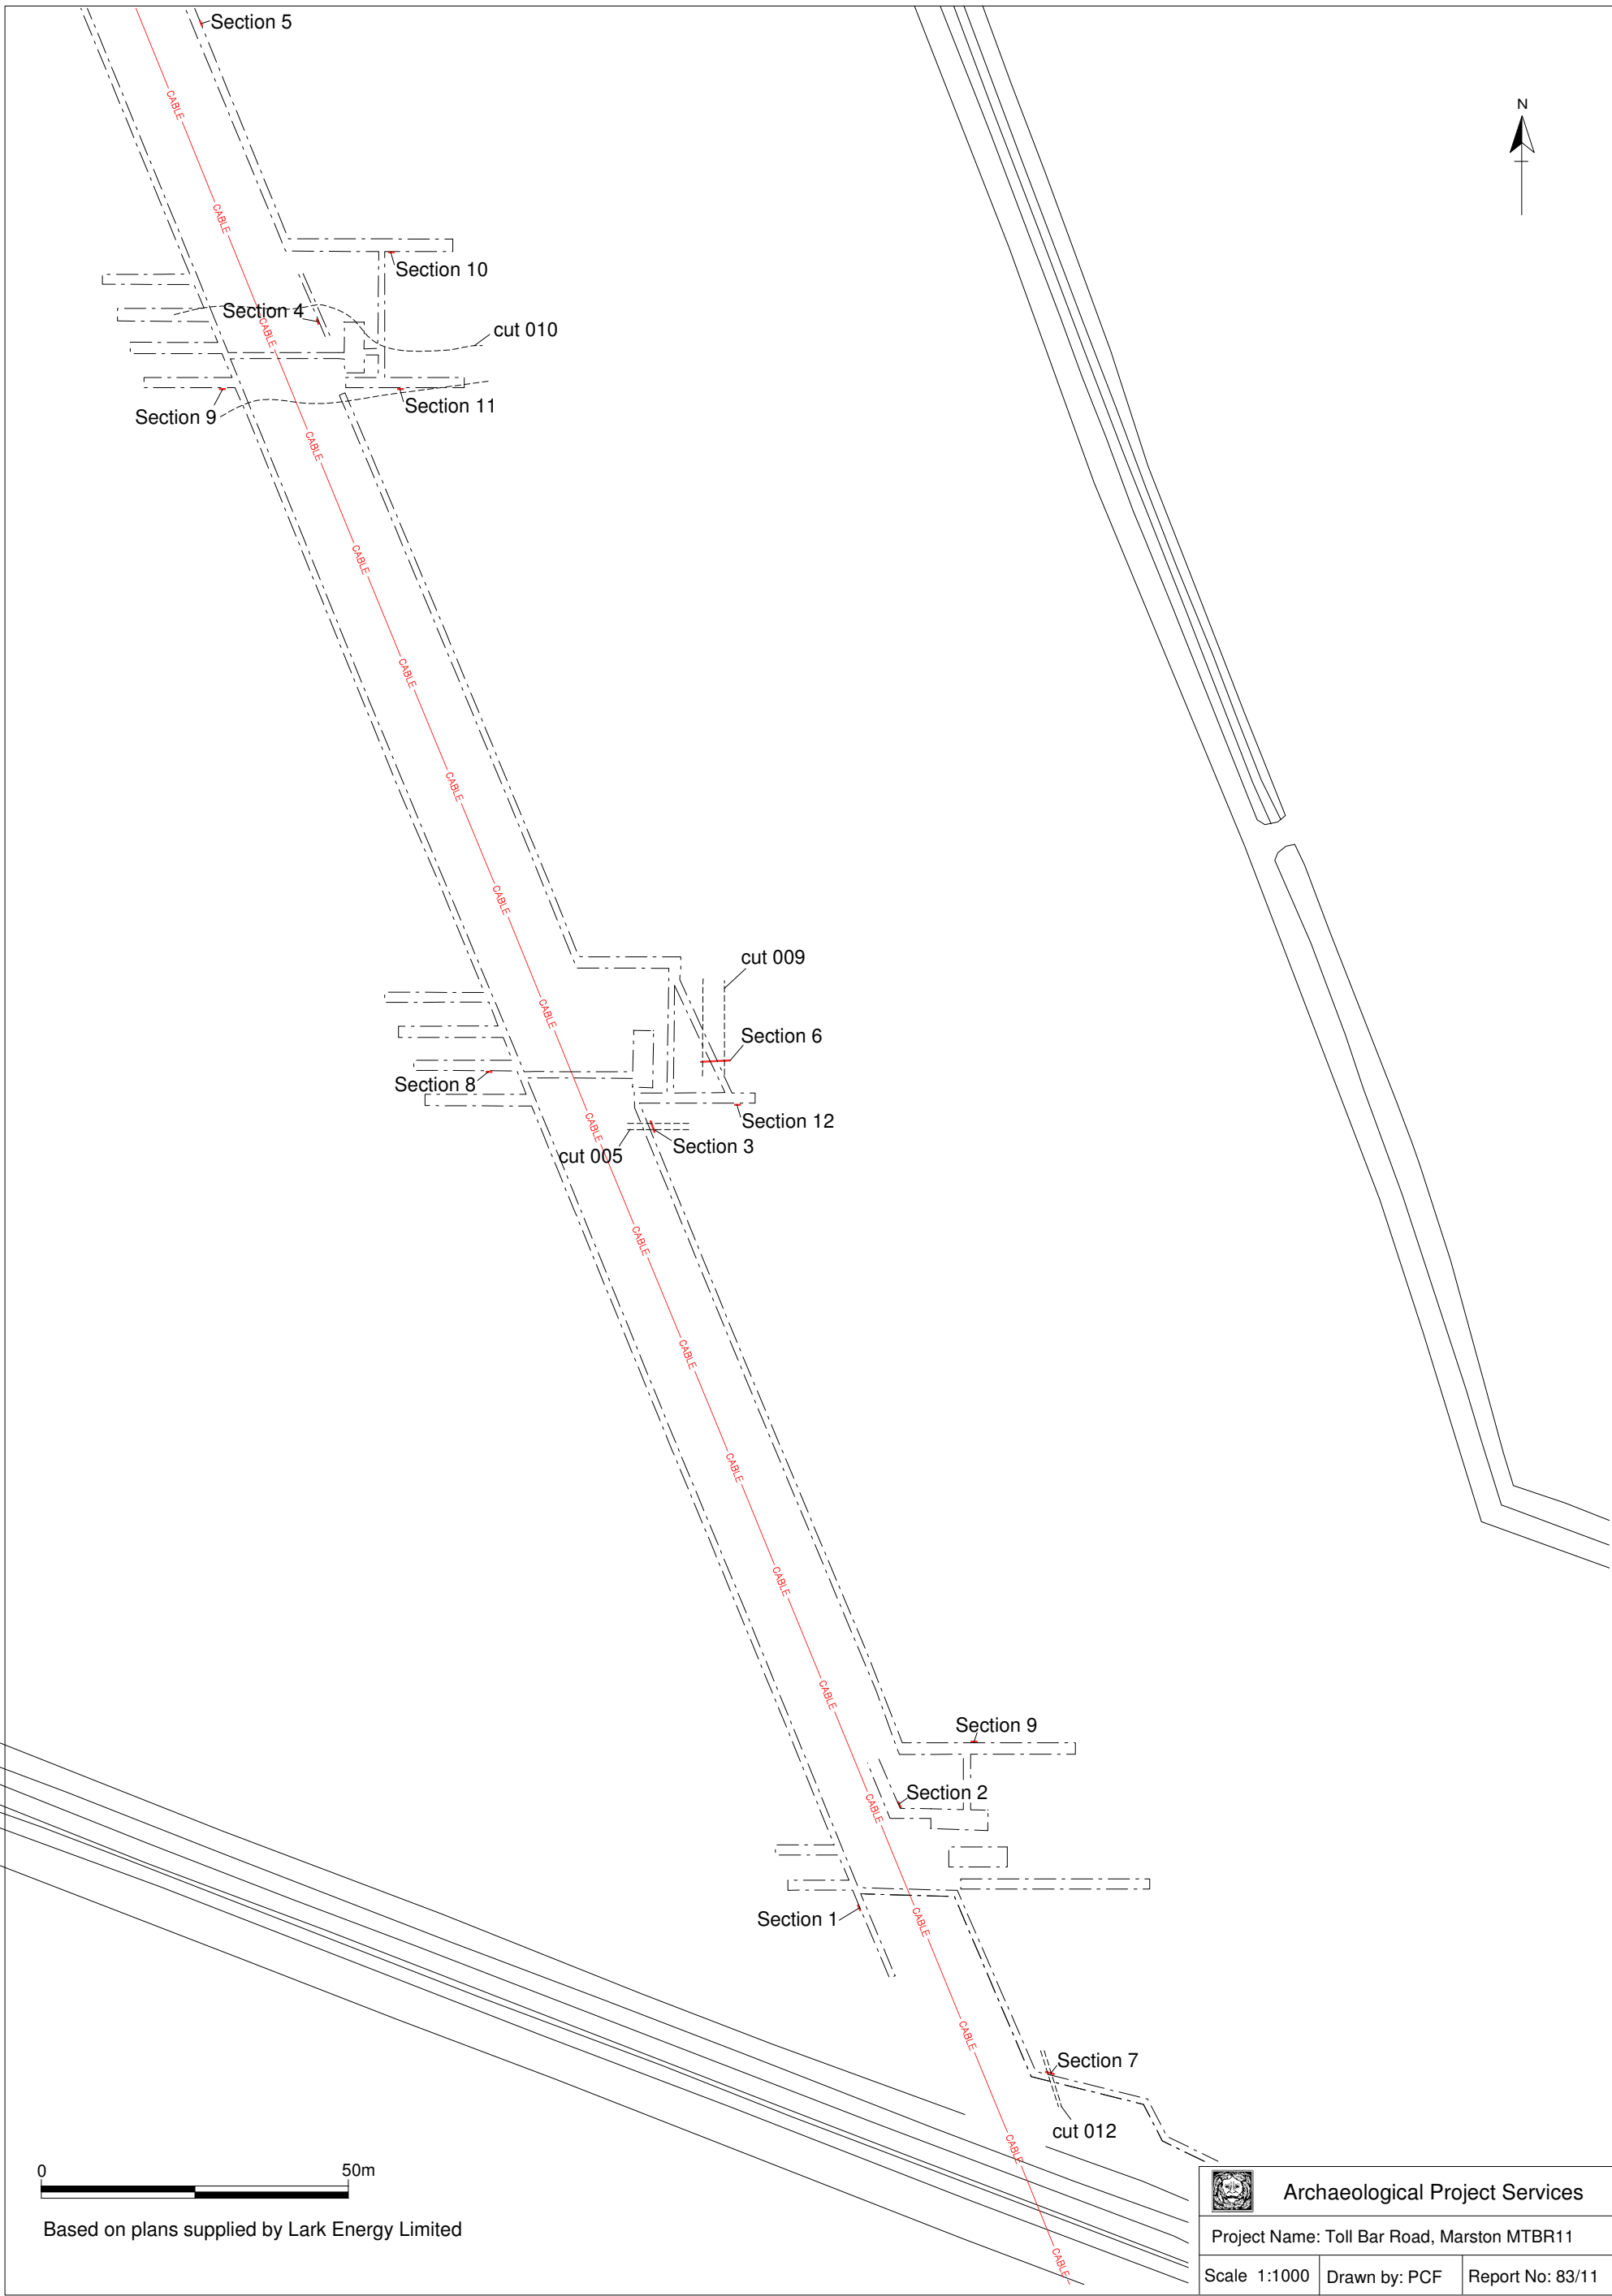 Section 5
CABLE
N
CABLE
Section 10
Section 4
CABLE
cut 010
Section 9
Section 11
CABLE
CABLE
CABLE
CABLE
CABLE
cut 009
CABLE
Section 6
Section 8
CABLE
Section 12
Section 3
cut 005
CABLE
CABLE
CABLE
CABLE
CABLE
Section 9
Section 2
CABLE
Section 1
CABLE
CABLE
Section 7
cut 012
CABLE
CABLE
0 50m
Based on plans supplied by Lark Energy Limited
Archaeological Project Services
Project Name: Toll Bar Road, Marston MTBR11
Scale 1:1000 Drawn by: PCF Report No: 83/11